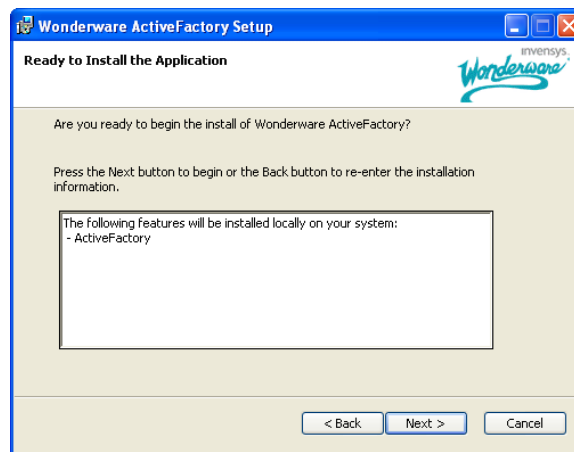 Wonderware ActiveFactory Setup
Ready to Install the Application
invensys.
Wonderware
Are you ready to begin the install of Wonderware ActiveFactory?
Press the Next button to begin or the Back button to re-enter the installation
information.
The following features will be installed locally on your system:
- ActiveFactory
< Back
Next >
Cancel